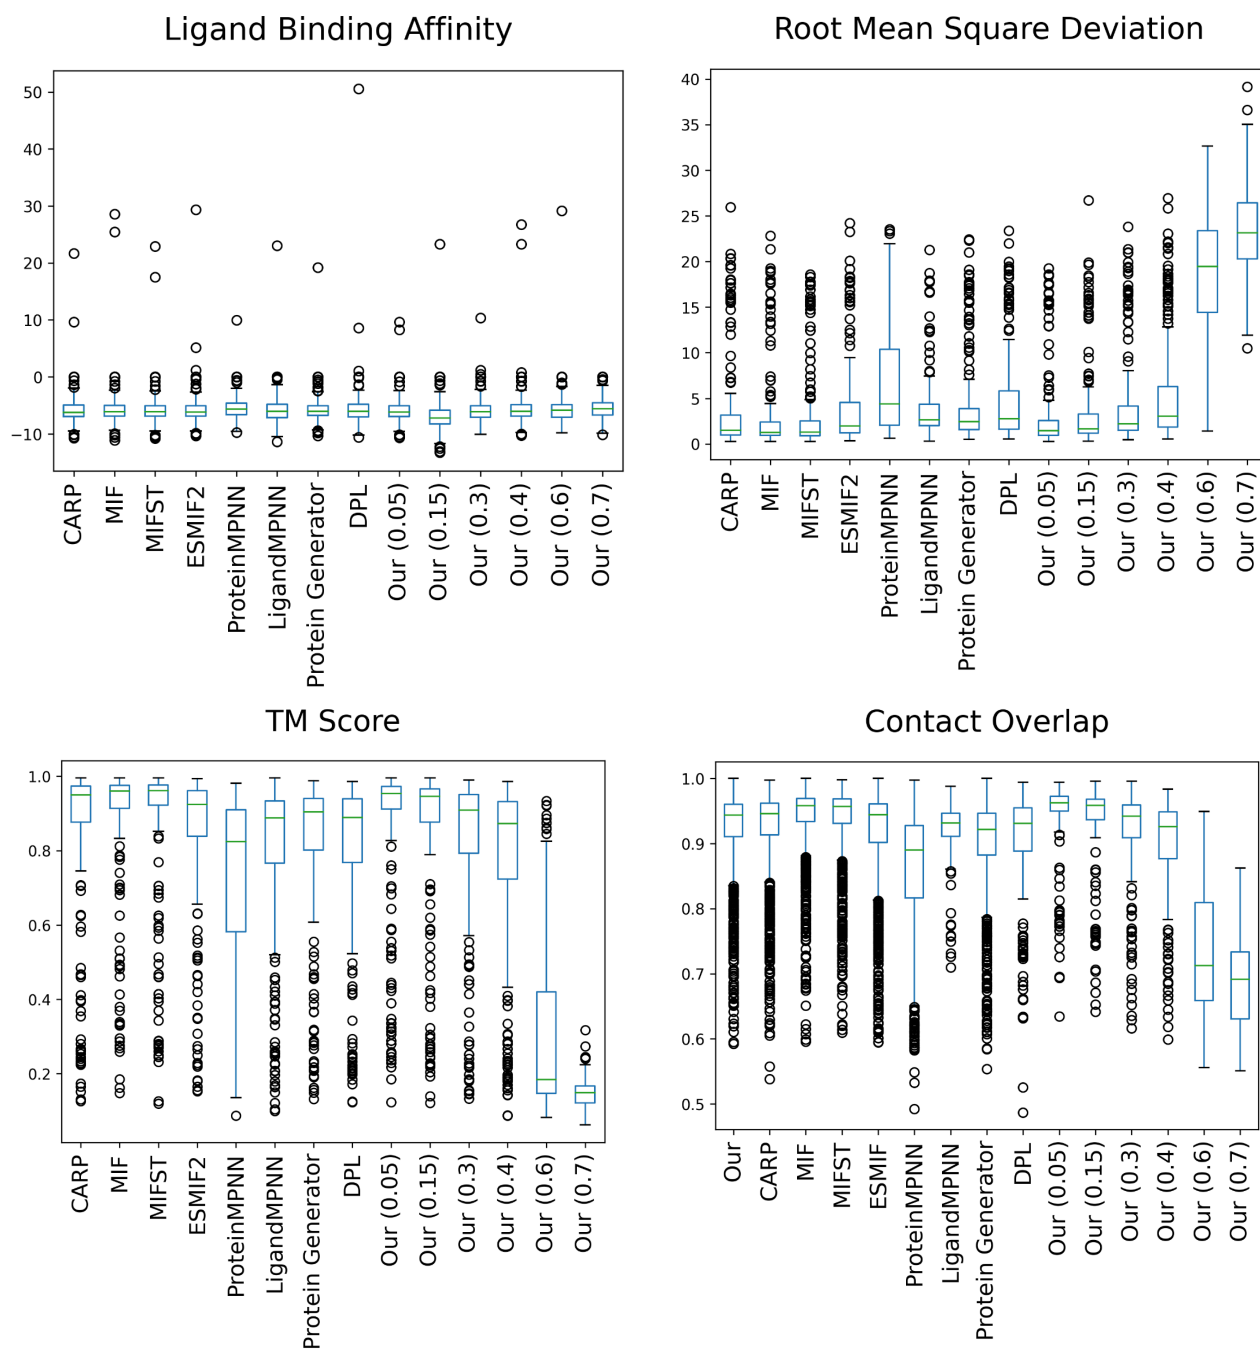 Ligand Binding Affinity
50
40
30
20
10
0
−10
CARP
MIF
MIFST
ESMIF2
ProteinMPNN
LigandMPNN
Protein Generator
DPL
Our (0.05)
Our (0.15)
Our (0.3)
Our (0.4)
Our (0.6)
Our (0.7)
Root Mean Square Deviation
40
35
30
25
20
15
10
5
0
CARP
MIF
MIFST
ESMIF2
ProteinMPNN
LigandMPNN
Protein Generator
DPL
Our (0.05)
Our (0.15)
Our (0.3)
Our (0.4)
Our (0.6)
Our (0.7)
TM Score
1.0
0.8
0.6
0.4
0.2
CARP
MIF
MIFST
ESMIF2
ProteinMPNN
LigandMPNN
Protein Generator
DPL
Our (0.05)
Our (0.15)
Our (0.3)
Our (0.4)
Our (0.6)
Our (0.7)
Contact Overlap
1.0
0.9
0.8
0.7
0.6
0.5
Our
CARP
MIF
MIFST
ESMIF
ProteinMPNN
LigandMPNN
Protein Generator
DPL
Our (0.05)
Our (0.15)
Our (0.3)
Our (0.4)
Our (0.6)
Our (0.7)